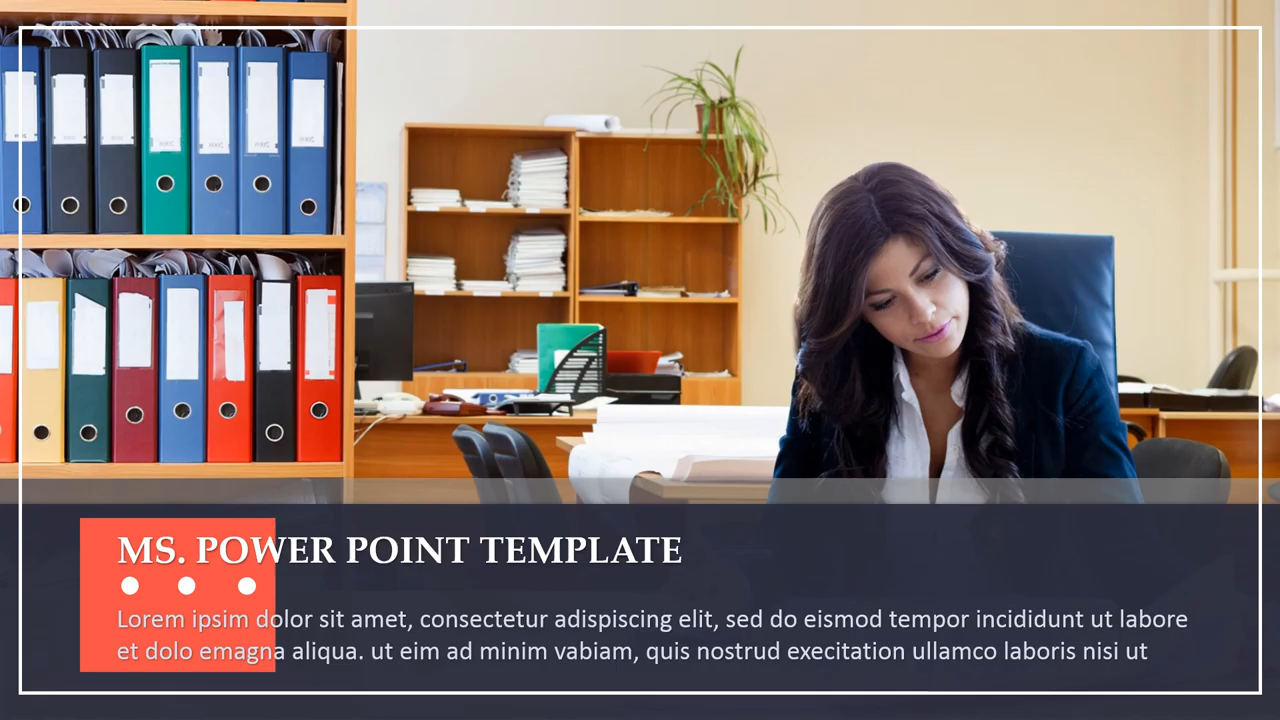 MS. POWER POINT TEMPLATE
Lorem ipsim dolor sit amet, consectetur adispiscing elit, sed do eismod tempor incididunt ut labore
et dolo emagna aliqua. ut eim ad minim vabiam, quis nostrud execitation ullamco laboris nisi ut